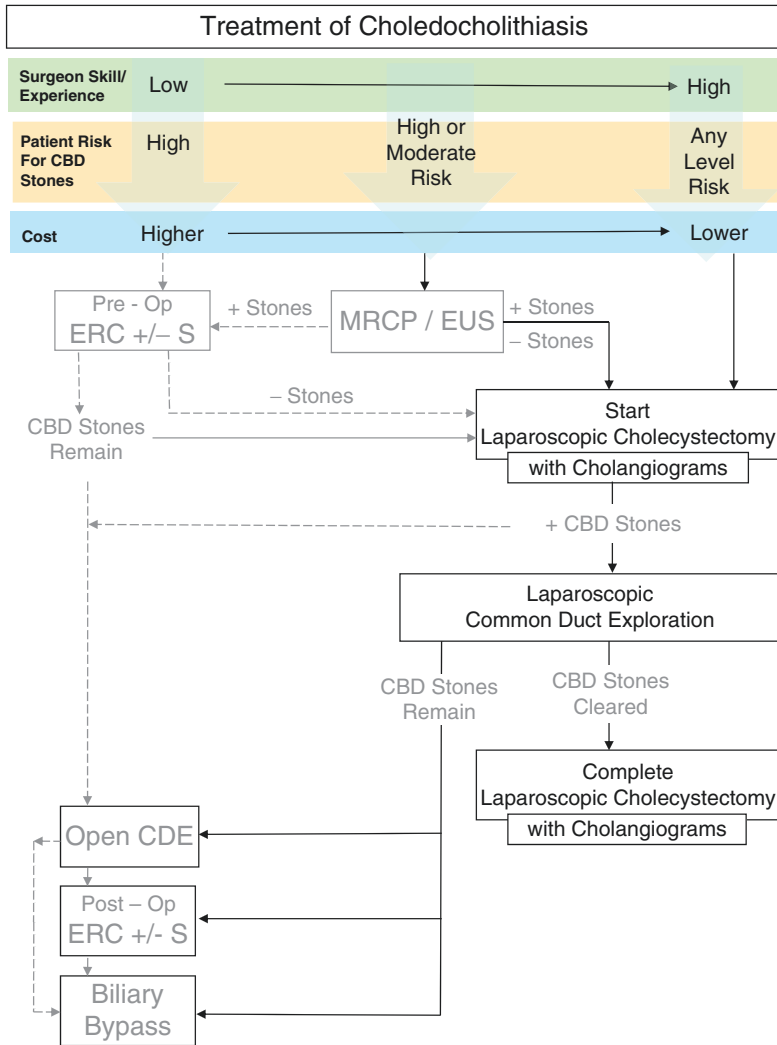 Treatment of Choledocholithiasis
Surgeon Skill/
Experience
Low
High
Patient Risk
For CBD
Stones
High
High or
Moderate
Risk
Any
Level
Risk
Cost
Higher
Lower
Pre - Op
ERC +/– S
+ Stones
MRCP / EUS
+ Stones
– Stones
– Stones
CBD Stones
Remain
Start
Laparoscopic Cholecystectomy
with Cholangiograms
+ CBD Stones
Laparoscopic
Common Duct Exploration
CBD Stones
Remain
CBD Stones
Cleared
Complete
Laparoscopic Cholecystectomy
with Cholangiograms
Open CDE
Post – Op
ERC +/- S
Biliary
Bypass